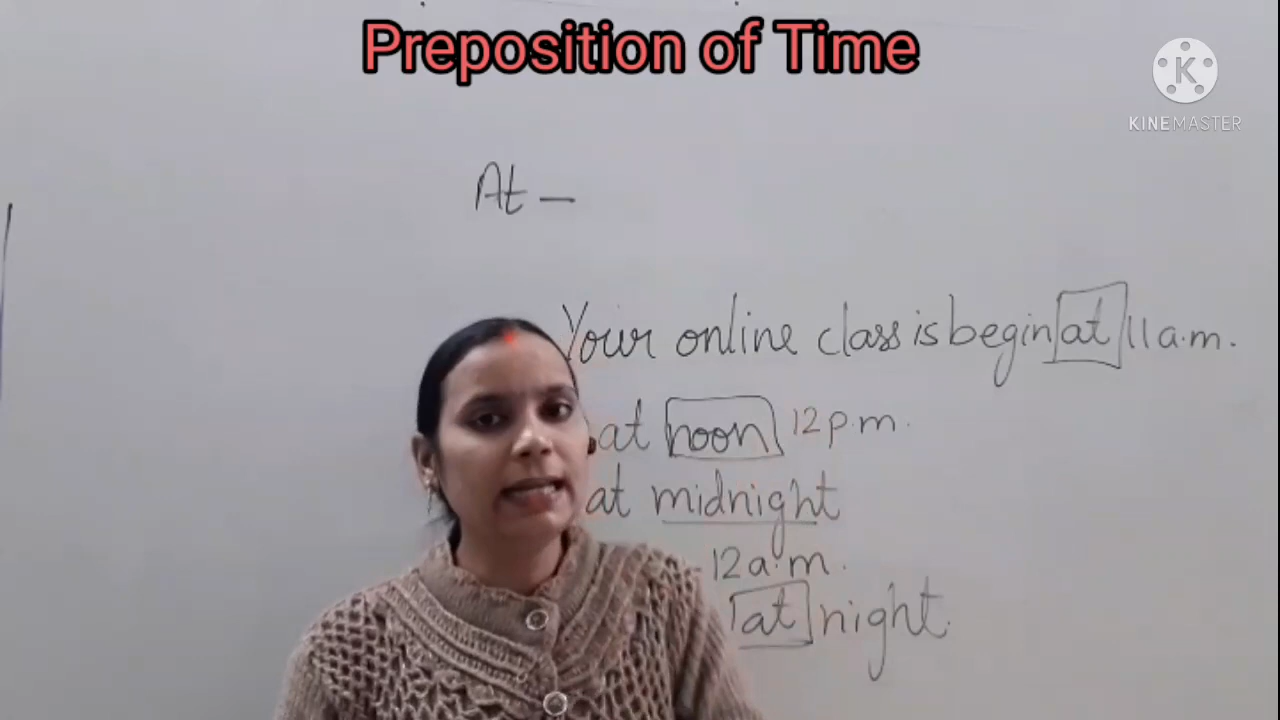 Preposition of Time
KINEMASTER
At –
Your online class is begin at 11 a.m.
at noon 12 p.m.
at midnight
- 12 a.m.
at night.